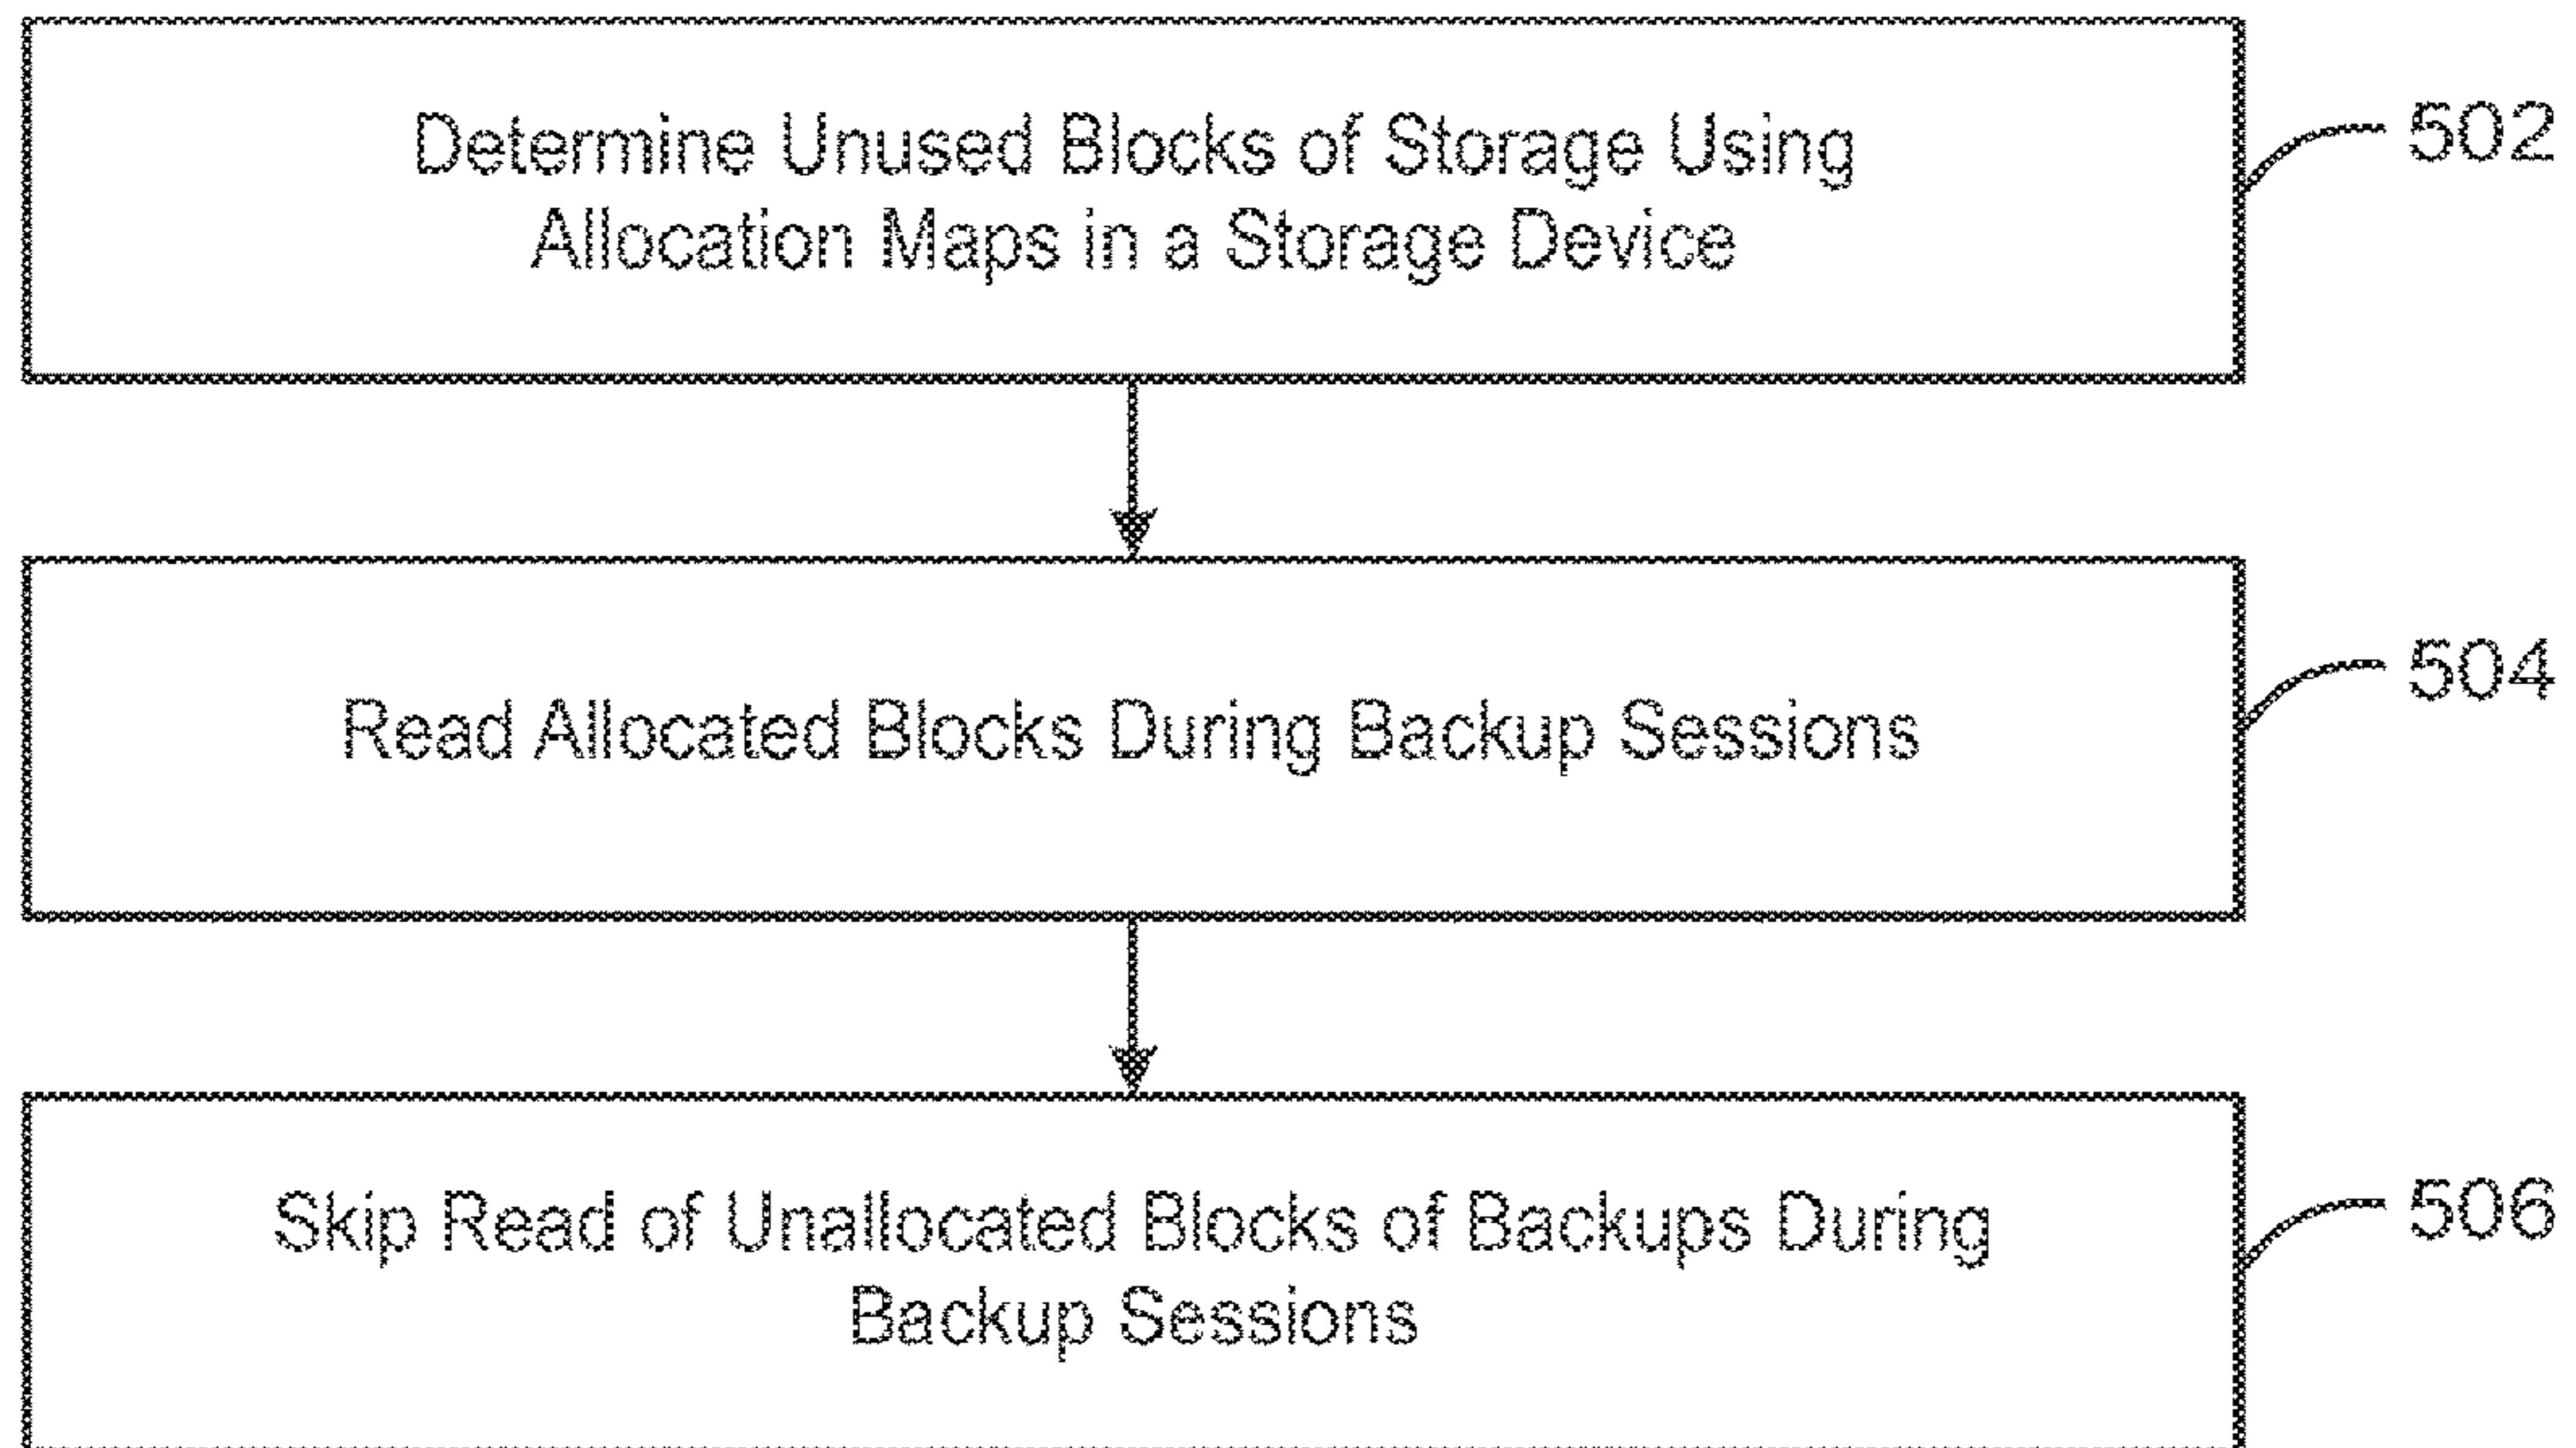 Determine Unused Blocks of Storage Using
Allocation Maps in a Storage Device
502
Read Allocated Blocks During Backup Sessions
504
Skip Read of Unallocated Blocks of Backups During
Backup Sessions
506